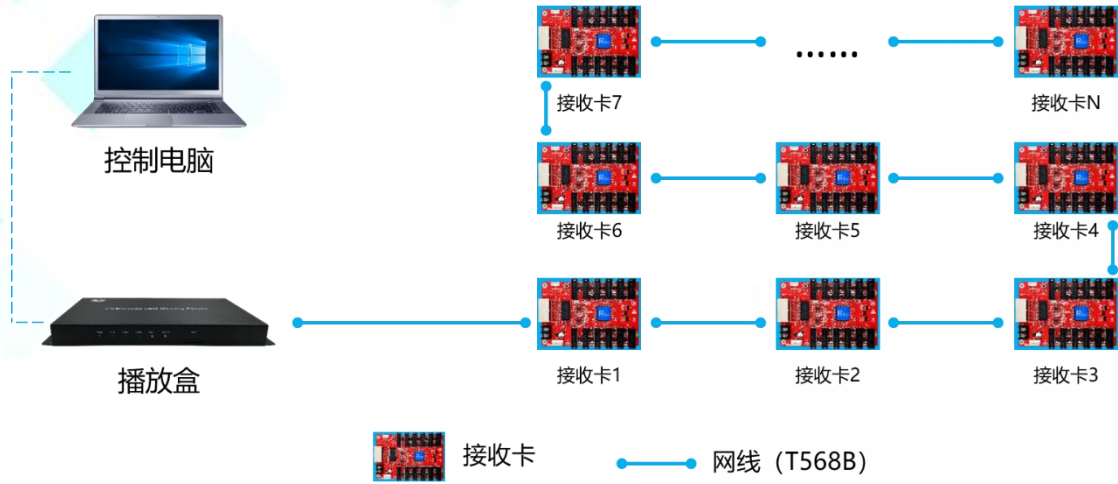 ......
接收卡7
接收卡N
控制电脑
接收卡6
接收卡5
接收卡4
播放盒
接收卡1
接收卡2
接收卡3
接收卡
网线（T568B）